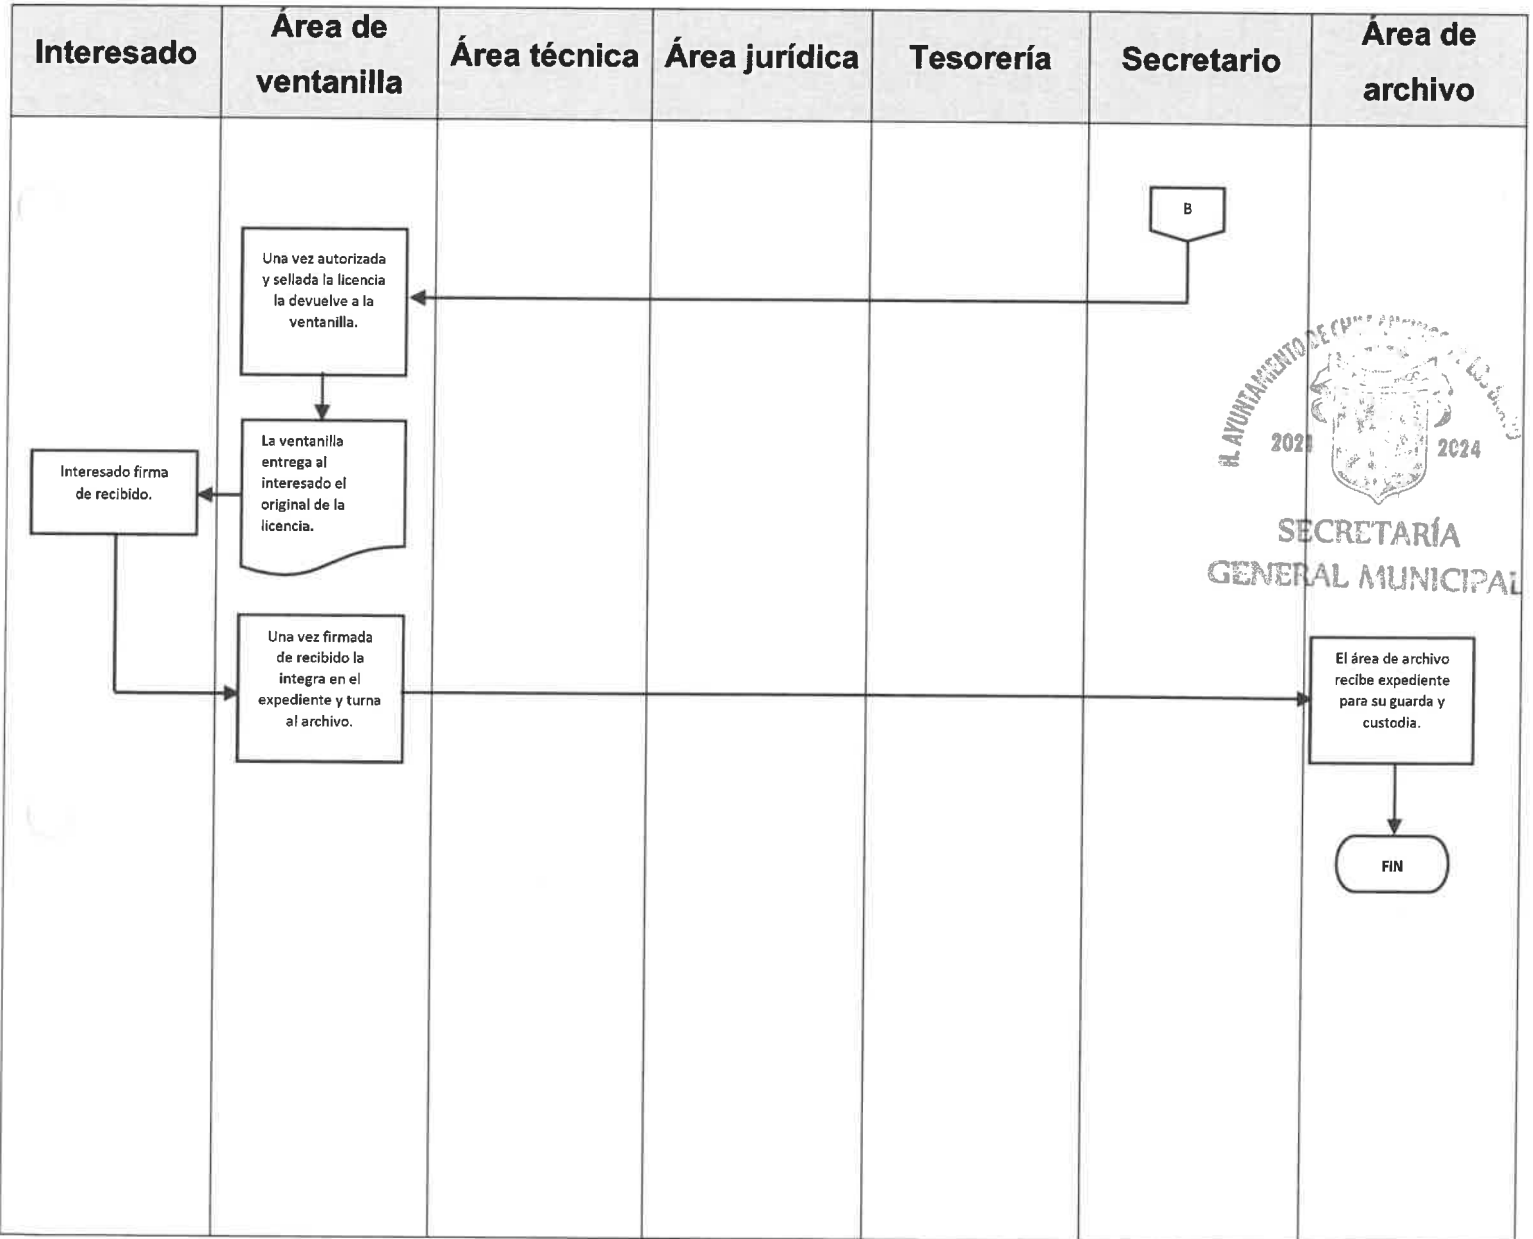 Interesado
Área de
ventanilla
Área técnica
Área jurídica
Tesorería
Secretario
Área de
archivo
B
Una vez autorizada
y sellada la licencia
la devuelve a la
ventanilla.
La ventanilla
entrega al
interesado el
original de la
licencia.
Interesado firma
de recibido.
Una vez firmada
de recibido la
integra en el
expediente y turna
al archivo.
El área de archivo
recibe expediente
para su guarda y
custodia.
FIN
H. AYUNTAMIENTO DE
2024
SECRETARÍA
GENERAL MUNICIPAL